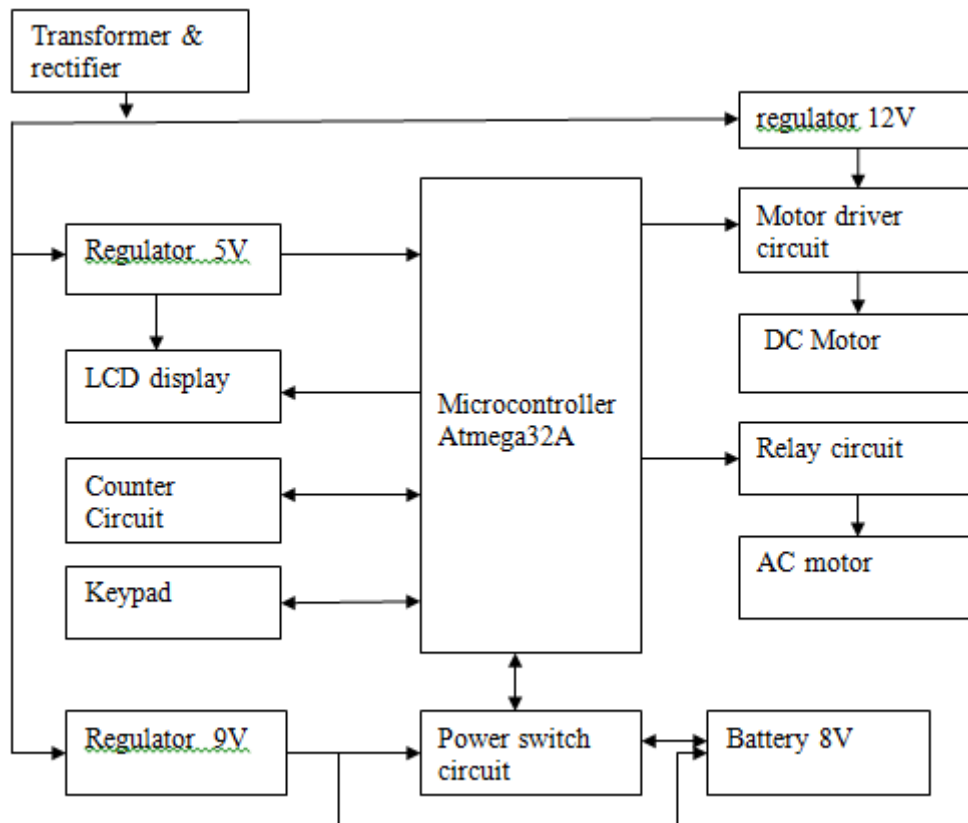 Transformer &
rectifier
regulator 12V
Motor driver
circuit
Regulator 5V
DC Motor
LCD display
Microcontroller
Atmega32A
Relay circuit
Counter
Circuit
AC motor
Keypad
Regulator 9V
Power switch
circuit
Battery 8V